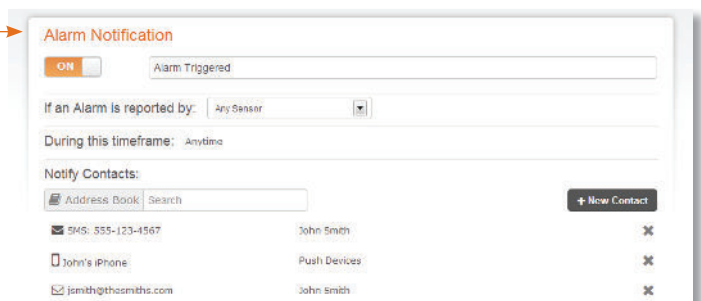 Alarm Notification
ON Alarm Triggered
If an Alarm is reported by: Any Sensor
During this timeframe: Anytime
Notify Contacts:
Address Book Search + New Contact
SMS: 555-123-4567 John Smith
John's iPhone Push Devices
jsmith@thesmiths.com John Smith